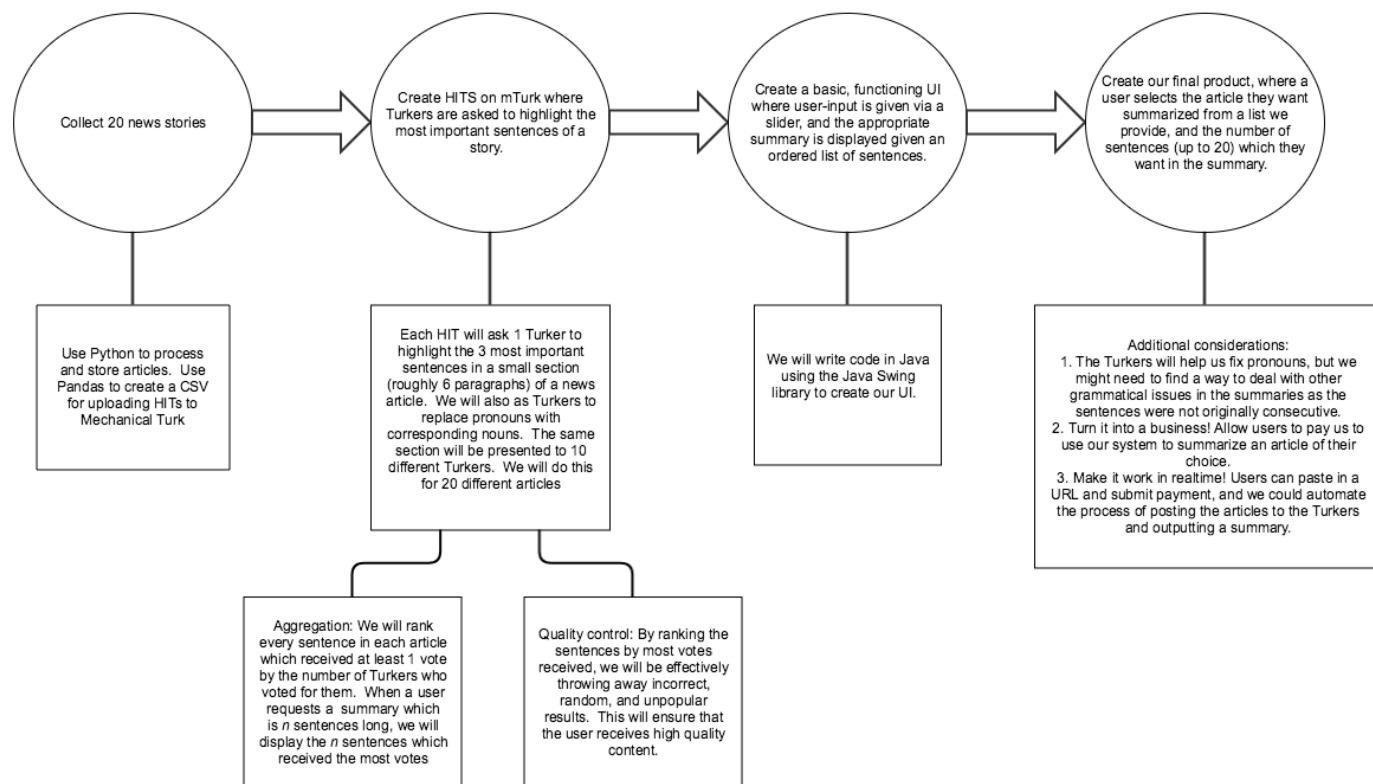 Collect 20 news stories
Create HITS on mTurk where
Turkers are asked to highlight the
most important sentences of a
story.
Create a basic, functioning UI
where user-input is given via a
slider, and the appropriate
summary is displayed given an
ordered list of sentences.
Create our final product, where a
user selects the article they want
summarized from a list we
provide, and the number of
sentences (up to 20) which they
want in the summary.
Use Python to process
and store articles.  Use
Pandas to create a CSV
for uploading HITs to
Mechanical Turk
Each HIT will ask 1 Turker to
highlight the 3 most important
sentences in a small section
(roughly 6 paragraphs) of a news
article.  We will also as Turkers to
replace pronouns with
corresponding nouns.  The same
section will be presented to 10
different Turkers.  We will do this
for 20 different articles
We will write code in Java
using the Java Swing
library to create our UI.
Additional considerations:
1. The Turkers will help us fix pronouns, but we
might need to find a way to deal with other
grammatical issues in the summaries as the
sentences were not originally consecutive.
2. Turn it into a business! Allow users to pay us to
use our system to summarize an article of their
choice.
3. Make it work in realtime! Users can paste in a
URL and submit payment, and we could automate
the process of posting the articles to the Turkers
and outputting a summary.
Aggregation: We will rank
every sentence in each article
which received at least 1 vote
by the number of Turkers who
voted for them.  When a user
requests a  summary which
is n sentences long, we will
display the n sentences which
received the most votes
Quality control: By ranking the
sentences by most votes
received, we will be effectively
throwing away incorrect,
random, and unpopular
results.  This will ensure that
the user receives high quality
content.